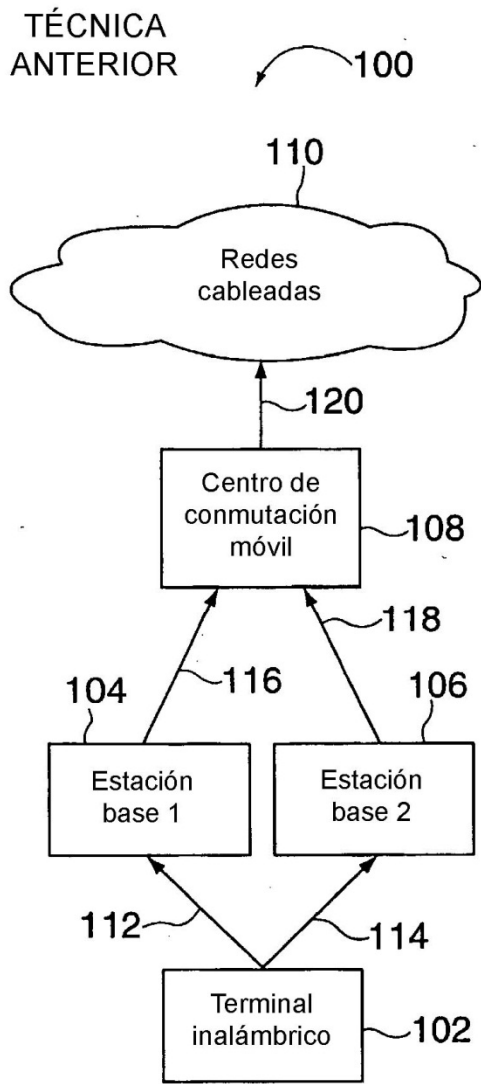 TÉCNICA
ANTERIOR
100
110
Redes
cableadas
120
Centro de
conmutación
móvil
108
118
116
104
106
Estación
base 1
Estación
base 2
112
114
Terminal
inalámbrico
102